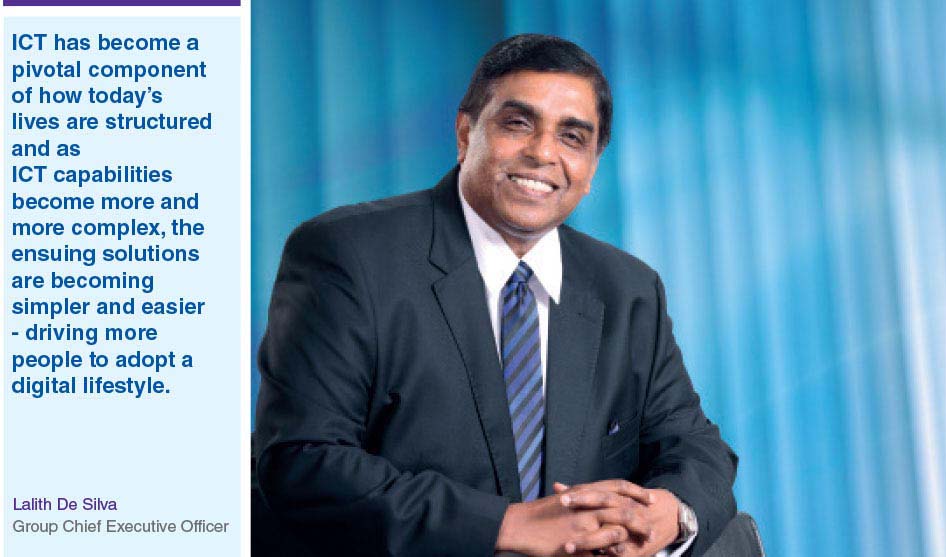 ICT has become a
pivotal component
of how today’s
lives are structured
and as
ICT capabilities
become more and
more complex, the
ensuing solutions
are becoming
simpler and easier
- driving more
people to adopt a
digital lifestyle.
Lalith De Silva
Group Chief Executive Officer